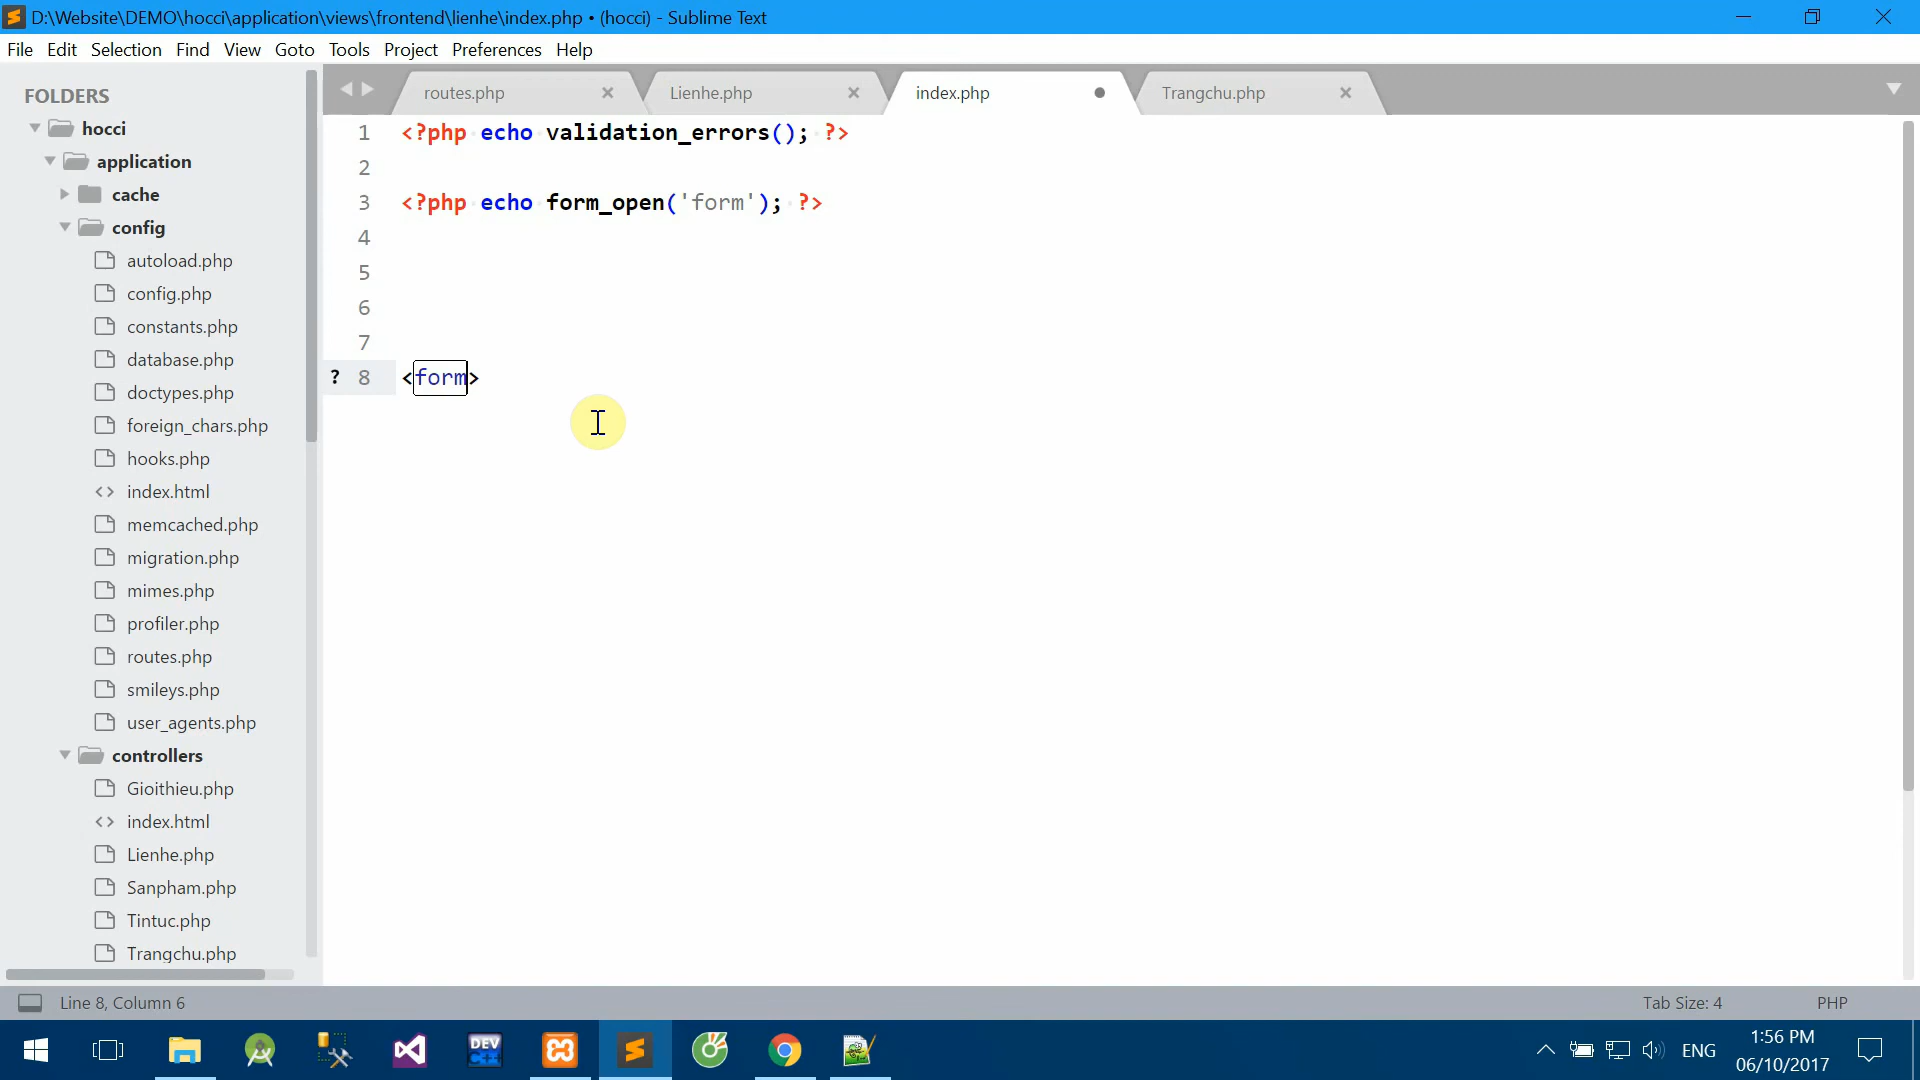 D:\Website\DEMO\hocci\application\views\frontend\lienhe\index.php • (hocci) - Sublime Text
File Edit Selection Find View Goto Tools Project Preferences Help
FOLDERS
hocci
application
cache
config
autoload.php
config.php
constants.php
database.php
doctypes.php
foreign_chars.php
hooks.php
index.html
memcached.php
migration.php
mimes.php
profiler.php
routes.php
smileys.php
user_agents.php
controllers
Gioithieu.php
index.html
Lienhe.php
Sanpham.php
Tintuc.php
Trangchu.php
routes.php Lienhe.php index.php Trangchu.php
1 <?php echo validation_errors(); ?>
2
3 <?php echo form_open('form'); ?>
4
5
6
7
? 8 <form>
Line 8, Column 6 Tab Size: 4 PHP
DEV C++
ENG
1:56 PM
06/10/2017